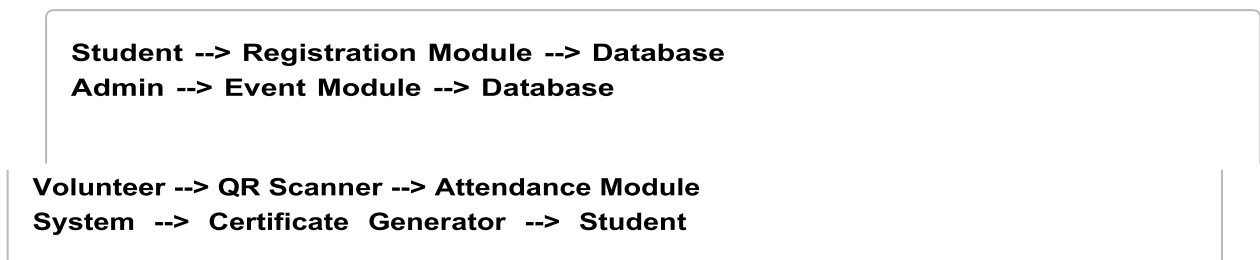 Student --> Registration Module --> Database
Admin --> Event Module --> Database
Volunteer --> QR Scanner --> Attendance Module
System --> Certificate Generator --> Student